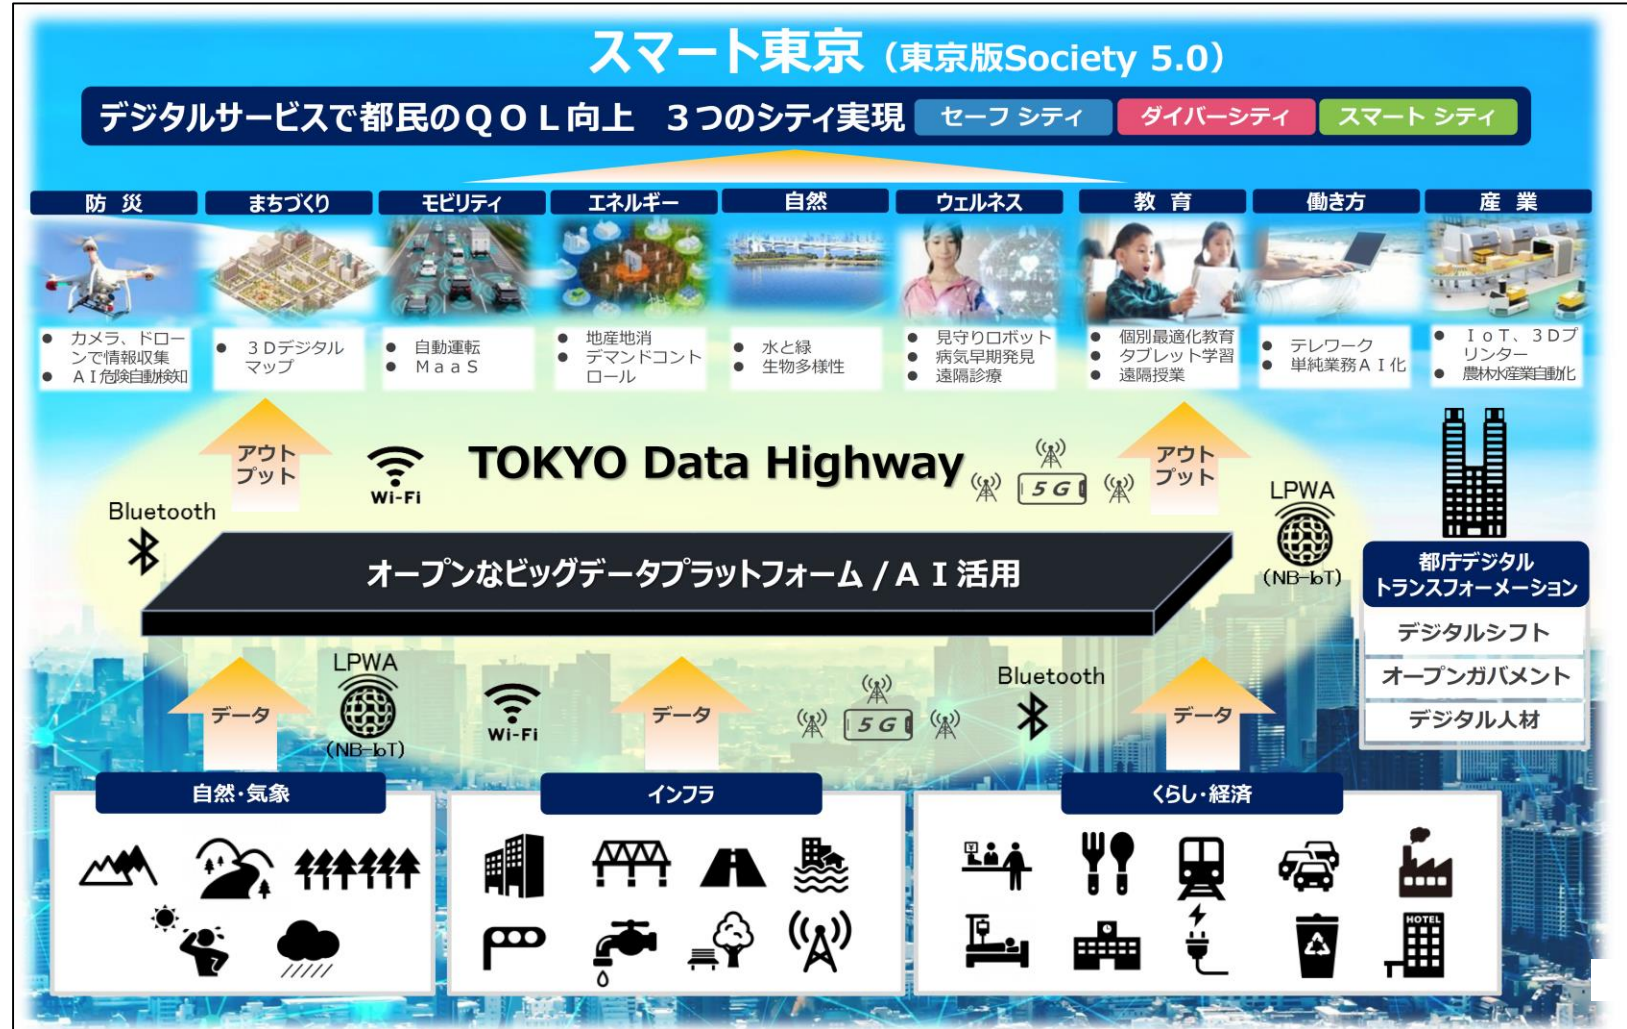 スマート東京（東京版Society 5.0）
デジタルサービスで都民のＱＯＬ向上　３つのシティ実現
セーフ シティ
ダイバーシティ
スマート シティ
防 災
● カメラ、ドロー
ンで情報収集
● ＡＩ危険自動検知
まちづくり
● ３Ｄデジタル
マップ
モビリティ
● 自動運転
● ＭａａＳ
エネルギー
● 地産地消
● デマンドコント
ロール
自然
● 水と緑
● 生物多様性
ウェルネス
● 見守りロボット
● 病気早期発見
● 遠隔診療
教 育
● 個別最適化教育
● タブレット学習
● 遠隔授業
働き方
● テレワーク
● 単純業務ＡＩ化
産 業
● ＩｏＴ、３Ｄプ
リンター
● 農林水産業自動化
アウト
プット
Wi-Fi
TOKYO Data Highway
5G
アウト
プット
Bluetooth
LPWA
(NB-IoT)
オープンなビッグデータプラットフォーム /ＡＩ活用
都庁デジタル
トランスフォーメーション
デジタルシフト
オープンガバメント
デジタル人材
データ
LPWA
(NB-IoT)
Wi-Fi
データ
5G
Bluetooth
データ
自然･気象
インフラ
くらし･経済
¥
HOTEL